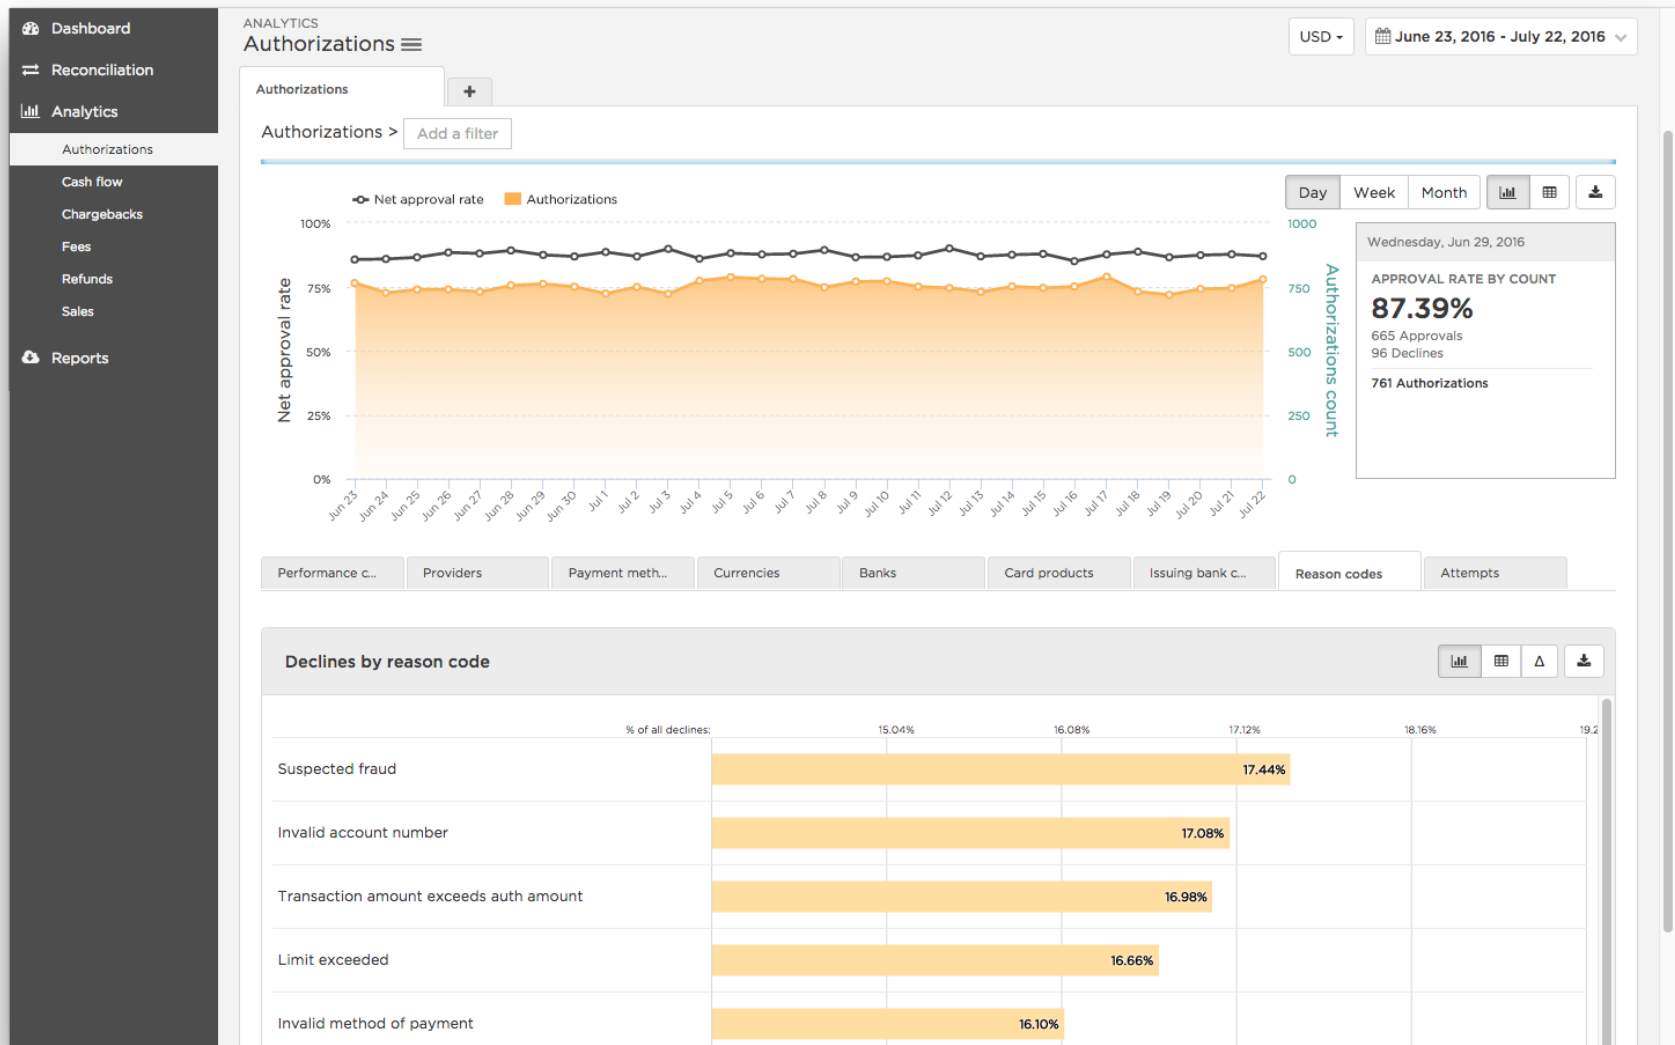 Dashboard
Reconciliation
Analytics
Authorizations
Cash flow
Chargebacks
Fees
Refunds
Sales
Reports
ANALYTICS
Authorizations
USD
June 23, 2016 - July 22, 2016
Authorizations
+
Authorizations > Add a filter
Net approval rate Authorizations
Day Week Month
100%
75%
50%
25%
0%
Net approval rate
1000
750
500
250
0
Authorizations count
Jun 23 Jun 24 Jun 25 Jun 26 Jun 27 Jun 28 Jun 29 Jun 30 Jul 1 Jul 2 Jul 3 Jul 4 Jul 5 Jul 6 Jul 7 Jul 8 Jul 9 Jul 10 Jul 11 Jul 12 Jul 13 Jul 14 Jul 15 Jul 16 Jul 17 Jul 18 Jul 19 Jul 20 Jul 21 Jul 22
Wednesday, Jun 29, 2016
APPROVAL RATE BY COUNT
87.39%
665 Approvals
96 Declines
761 Authorizations
Performance c... Providers Payment meth... Currencies Banks Card products Issuing bank c... Reason codes Attempts
Declines by reason code
Δ
% of all declines: 15.04% 16.08% 17.12% 18.16% 19.2
Suspected fraud 17.44%
Invalid account number 17.08%
Transaction amount exceeds auth amount 16.98%
Limit exceeded 16.66%
Invalid method of payment 16.10%